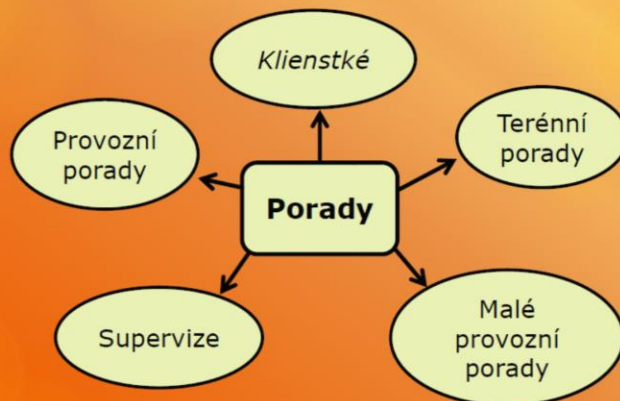 Klienstké
Provozní
porady
Terénní
porady
Porady
Supervize
Malé
provozní
porady